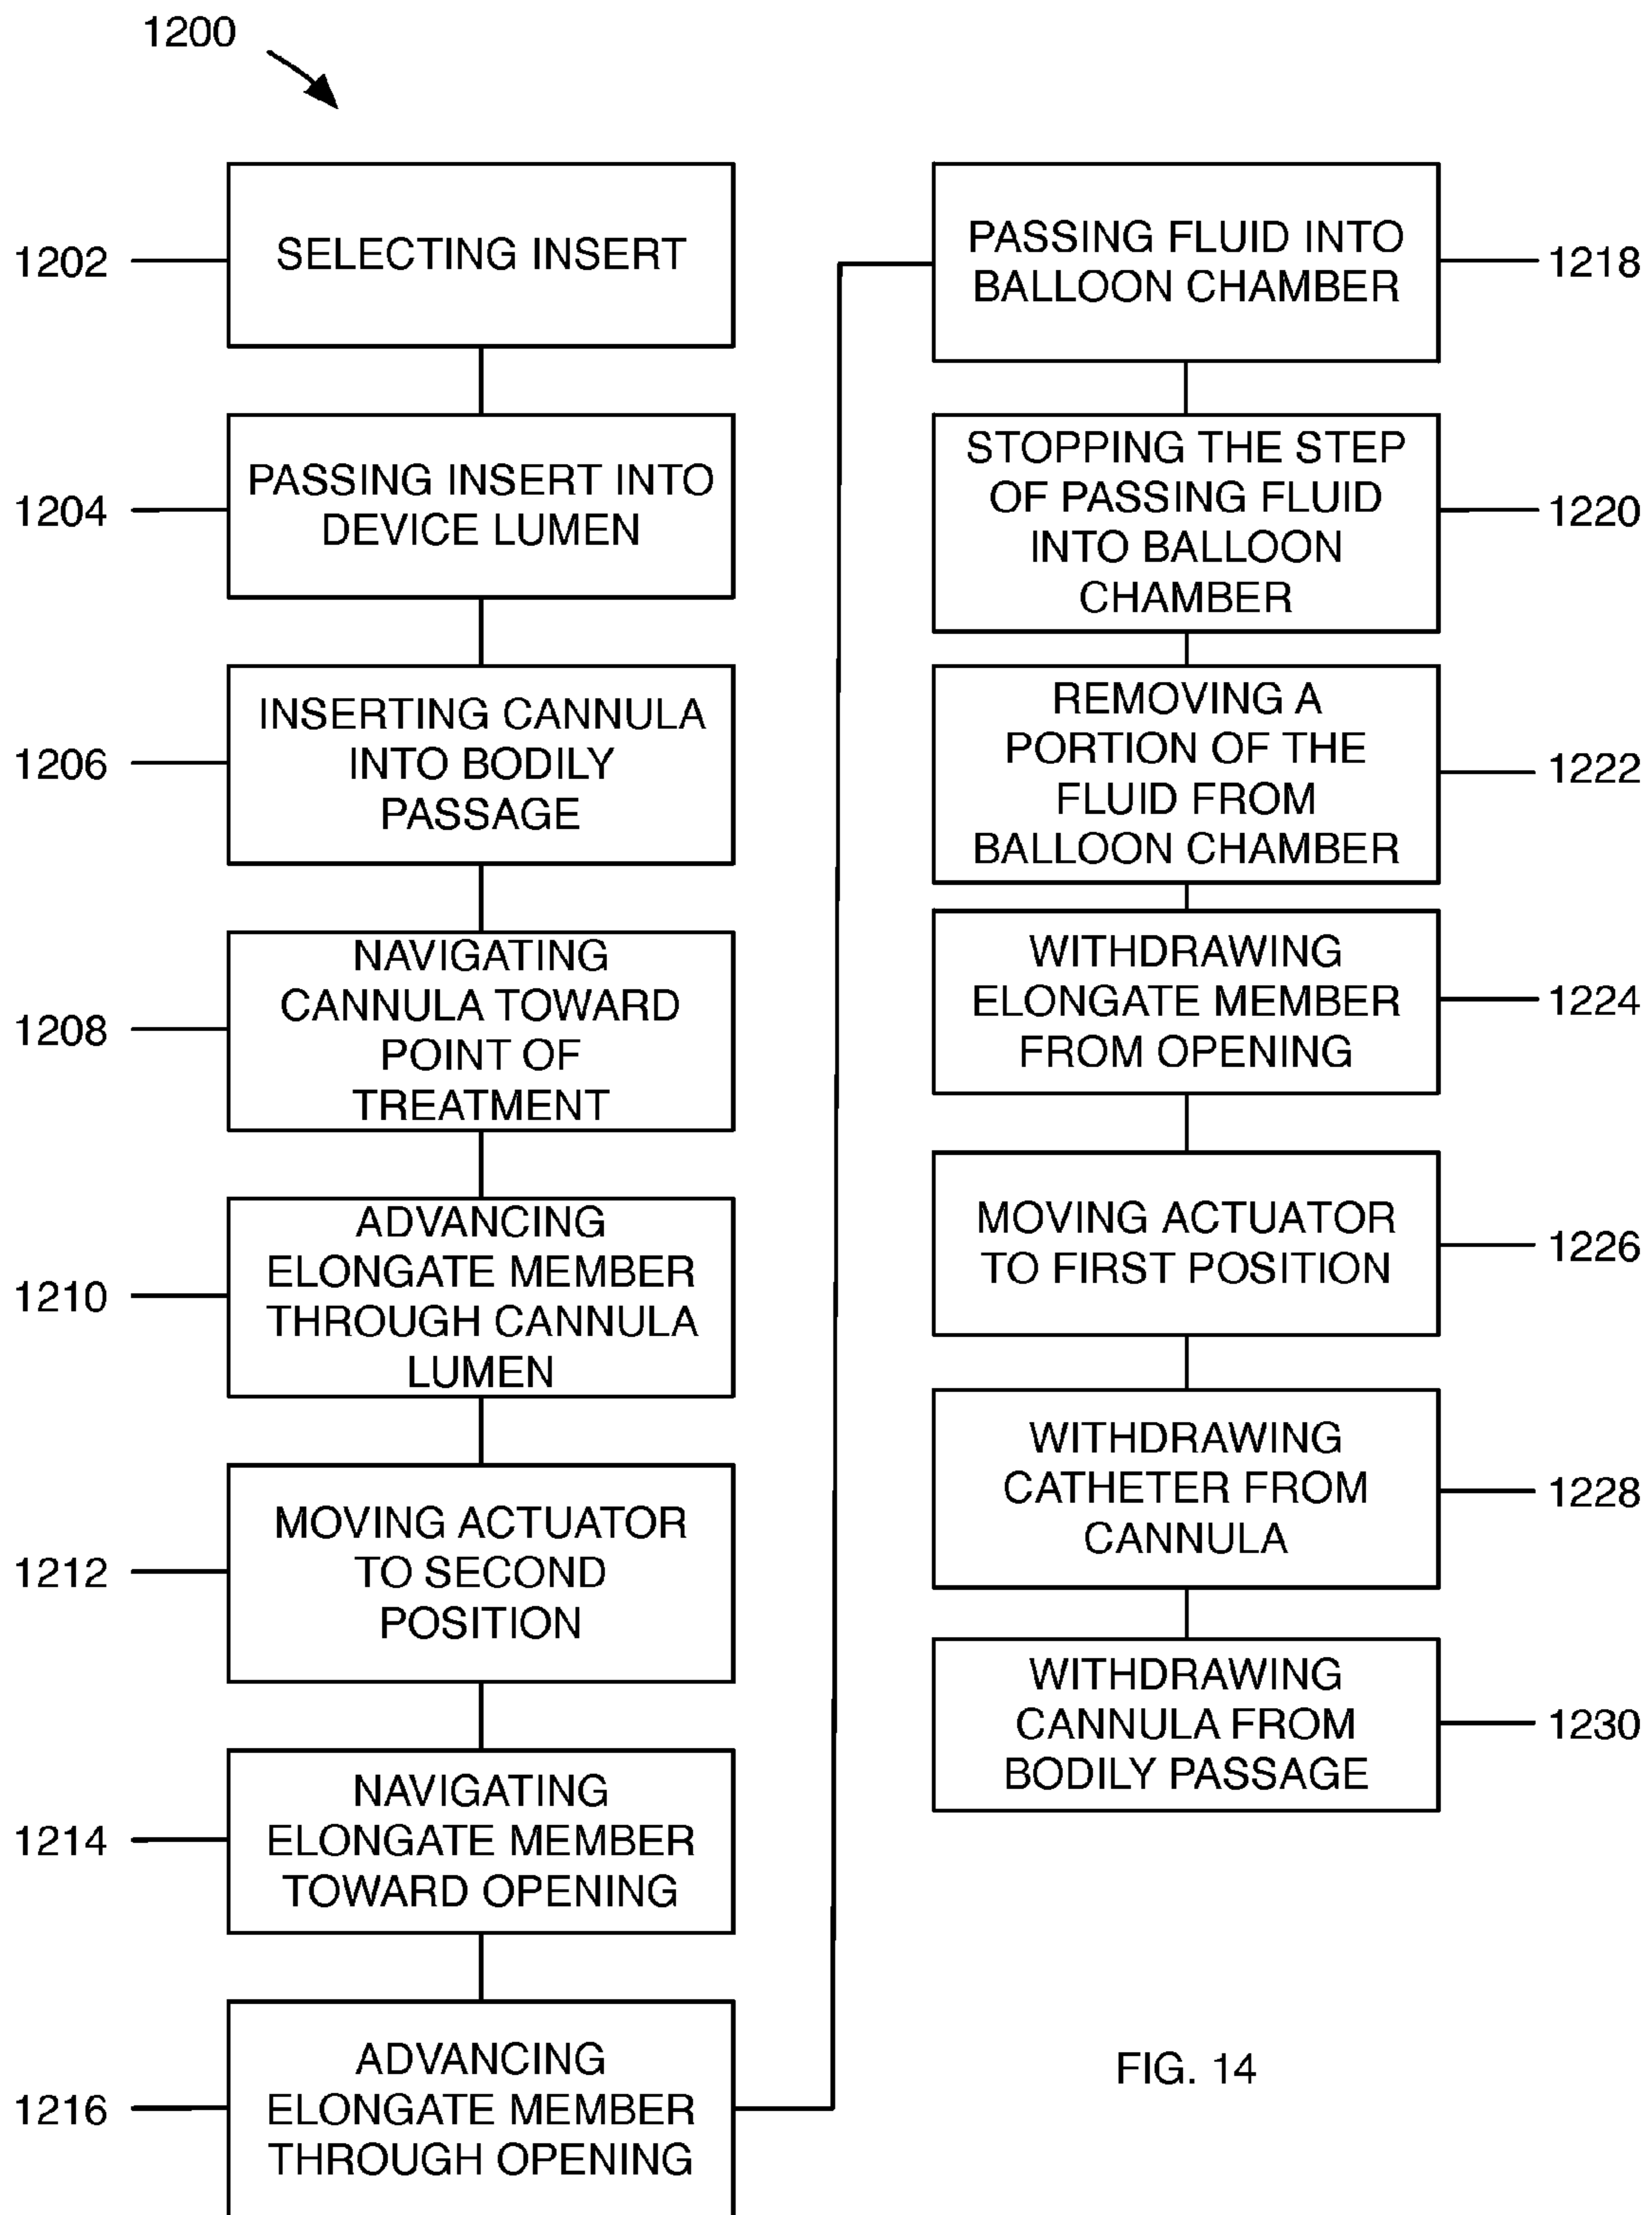 1200
1202
SELECTING INSERT
1204
PASSING INSERT INTO
DEVICE LUMEN
1206
INSERTING CANNULA
INTO BODILY
PASSAGE
1208
NAVIGATING
CANNULA TOWARD
POINT OF
TREATMENT
1210
ADVANCING
ELONGATE MEMBER
THROUGH CANNULA
LUMEN
1212
MOVING ACTUATOR
TO SECOND
POSITION
1214
NAVIGATING
ELONGATE MEMBER
TOWARD OPENING
1216
ADVANCING
ELONGATE MEMBER
THROUGH OPENING
PASSING FLUID INTO
BALLOON CHAMBER
1218
STOPPING THE STEP
OF PASSING FLUID
INTO BALLOON
CHAMBER
1220
REMOVING A
PORTION OF THE
FLUID FROM
BALLOON CHAMBER
1222
WITHDRAWING
ELONGATE MEMBER
FROM OPENING
1224
MOVING ACTUATOR
TO FIRST POSITION
1226
WITHDRAWING
CATHETER FROM
CANNULA
1228
WITHDRAWING
CANNULA FROM
BODILY PASSAGE
1230
FIG. 14